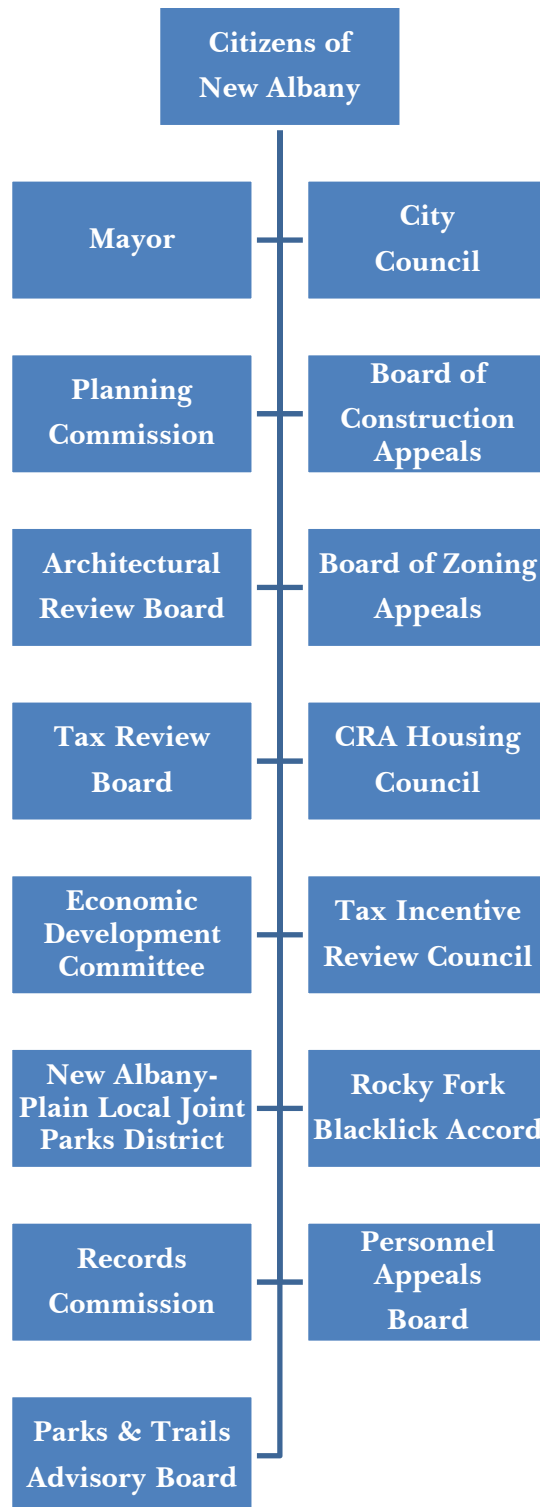 Citizens of
New Albany
Mayor
City
Council
Planning
Commission
Board of
Construction
Appeals
Architectural
Review Board
Board of Zoning
Appeals
Tax Review
Board
CRA Housing
Council
Economic
Development
Committee
Tax Incentive
Review Council
New Albany-
Plain Local Joint
Parks District
Rocky Fork
Blacklick Accord
Records
Commission
Personnel
Appeals
Board
Parks & Trails
Advisory Board